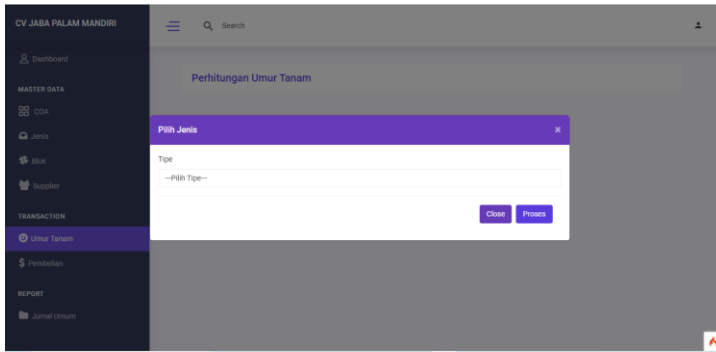 CV JABA PALAM MANDIRI
Search
Dashboard
MASTER DATA
COA
Jenis
Blok
Supplier
TRANSACTION
Umur Tanam
Pembelian
REPORT
Jurnal Umum
Perhitungan Umur Tanam
Pilih Jenis ×
Tipe
---Pilih Tipe---
Close Proses